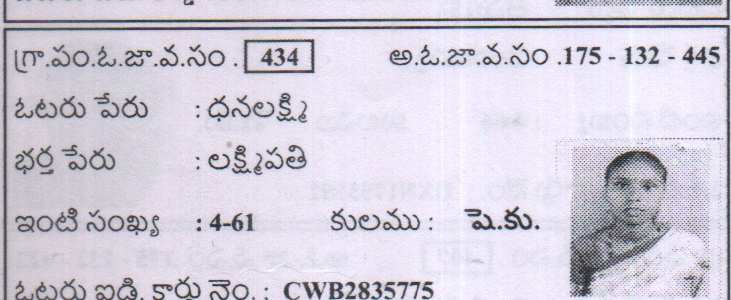 గ్రా.పం.ఓ.జా.వ.సం . 434 అ.ఓ.జా.వ.సం .175 - 132 - 445
ఓటరు పేరు : ధనలక్ష్మి
భర్త పేరు : లక్ష్మిపతి
ఇంటి సంఖ్య : 4-61 కులము : షె.కు.
ఓటరు ఐడి. కార్డు నెం. : CWB2835775